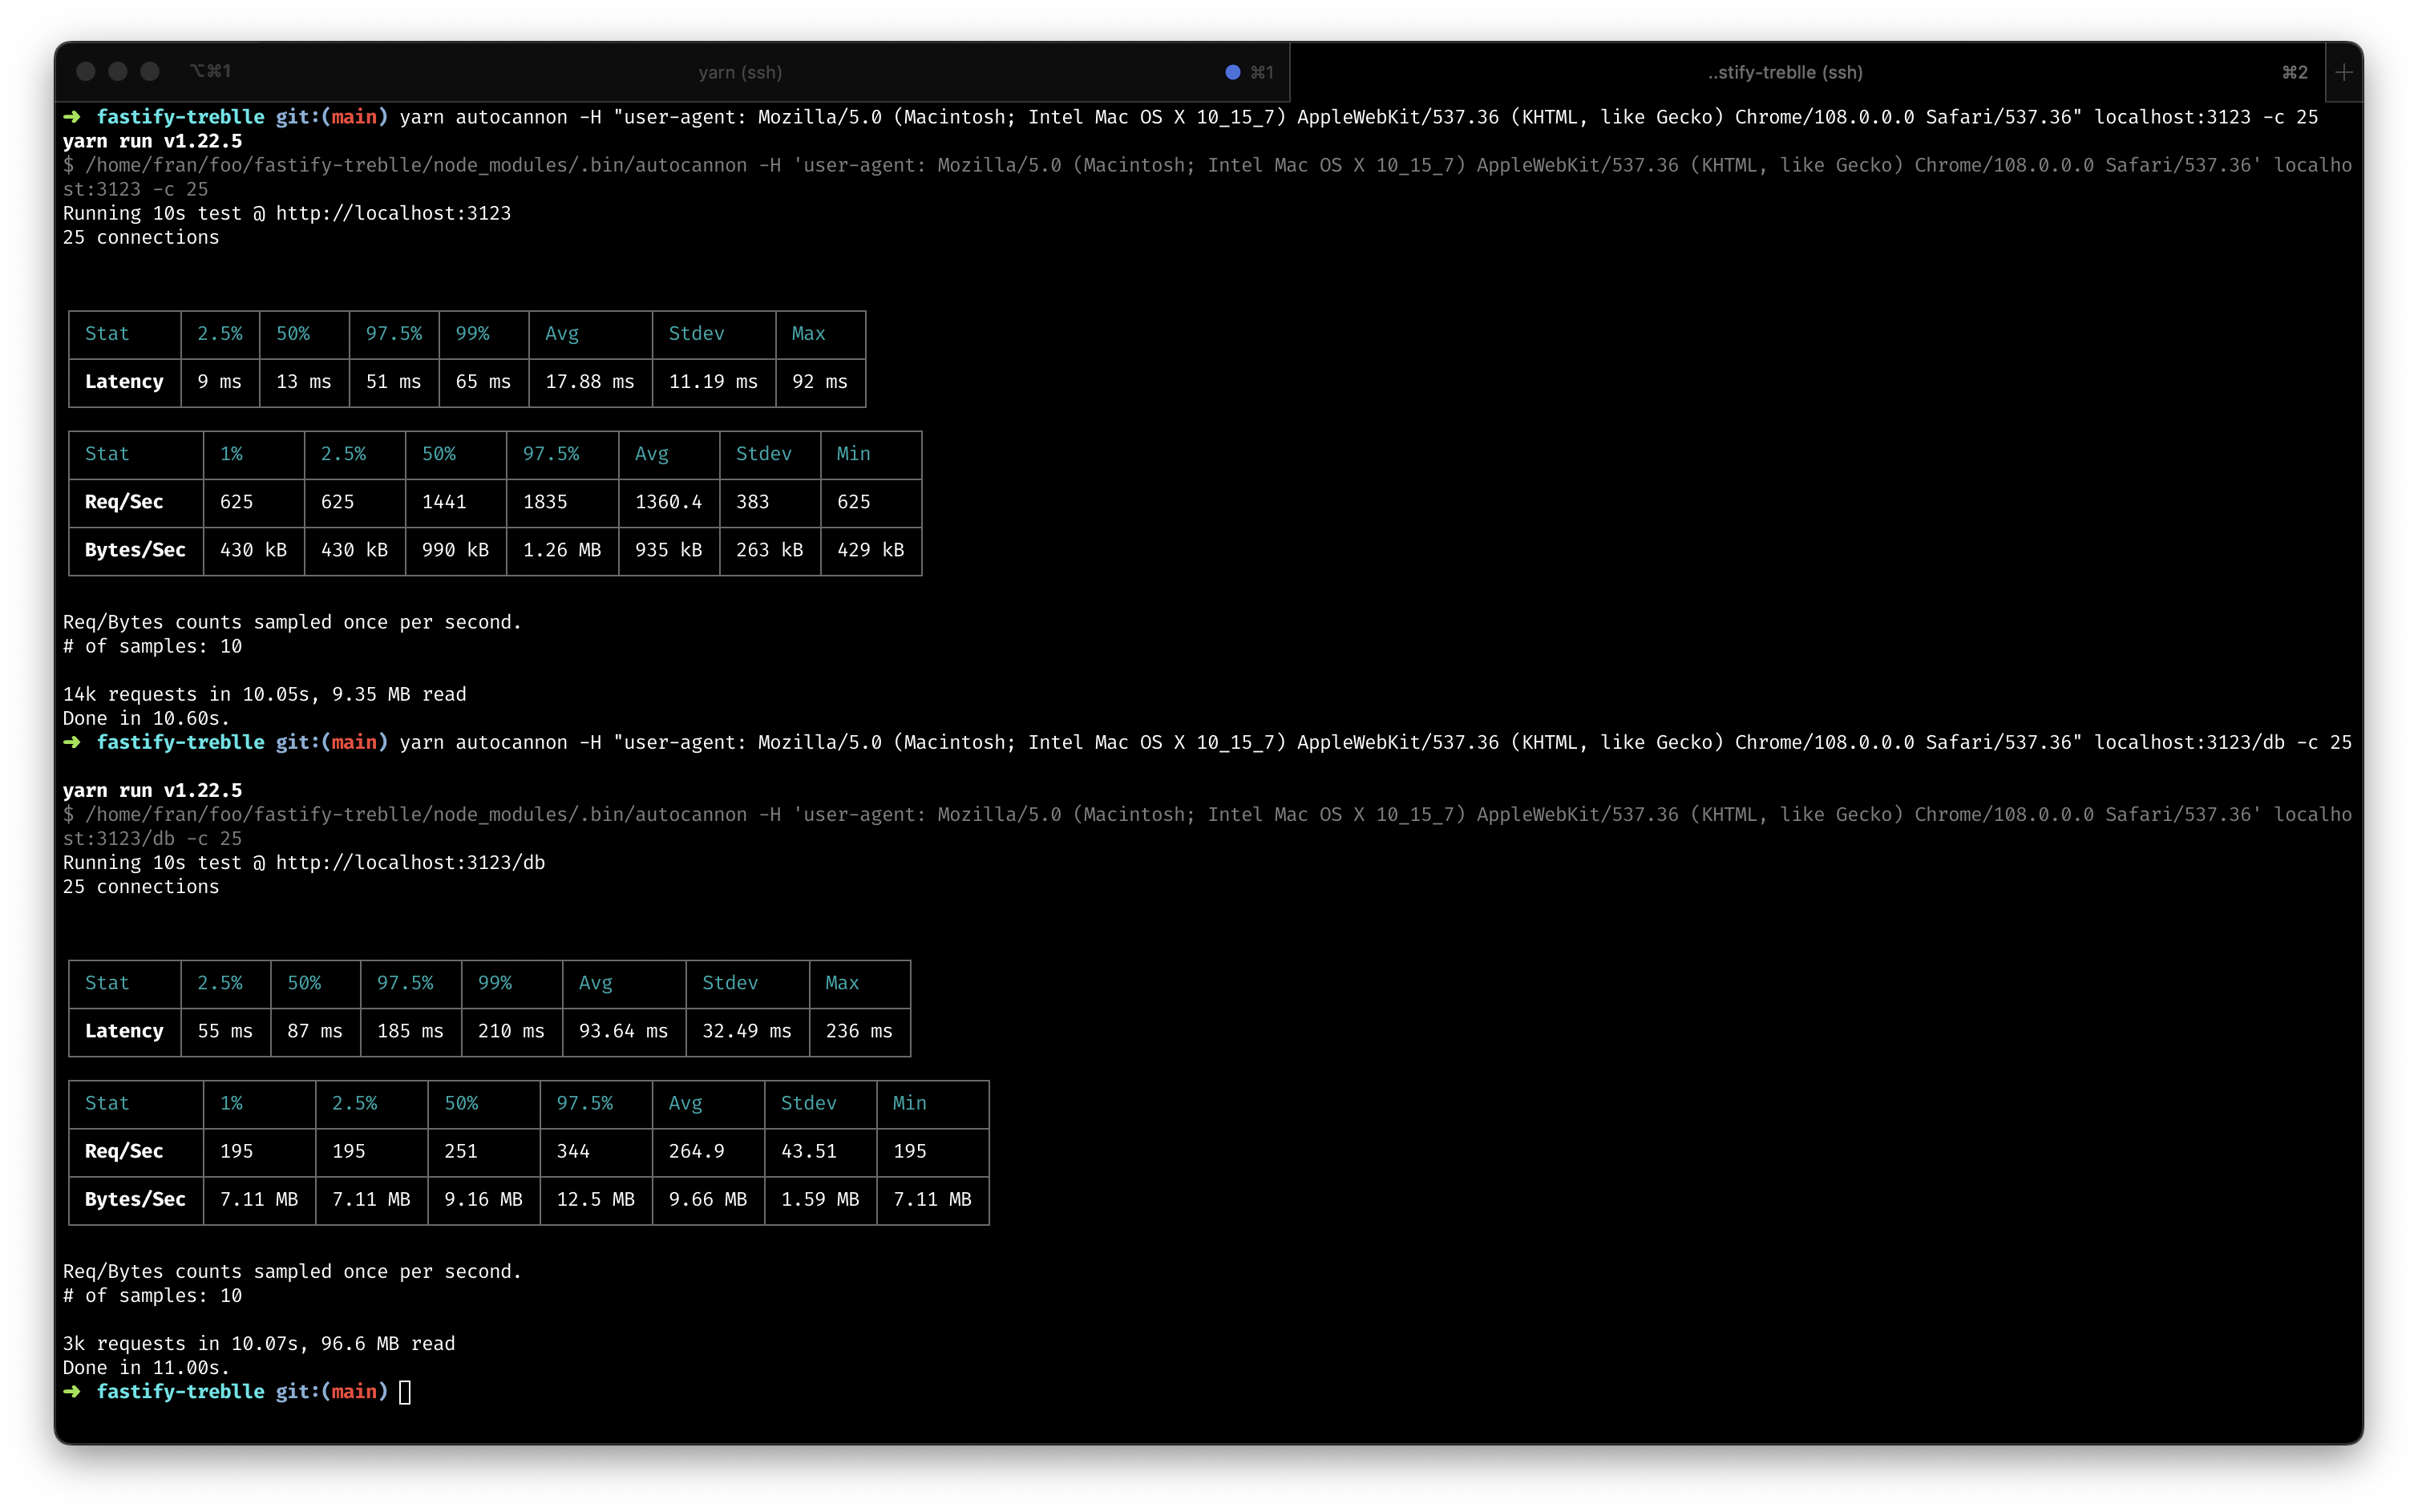 ⌥⌘1 yarn (ssh) ⌘1 ..stify-treblle (ssh) ⌘2 +
➜ fastify-treblle git:(main) yarn autocannon -H "user-agent: Mozilla/5.0 (Macintosh; Intel Mac OS X 10_15_7) AppleWebKit/537.36 (KHTML, like Gecko) Chrome/108.0.0.0 Safari/537.36" localhost:3123 -c 25
yarn run v1.22.5
$ /home/fran/foo/fastify-treblle/node_modules/.bin/autocannon -H 'user-agent: Mozilla/5.0 (Macintosh; Intel Mac OS X 10_15_7) AppleWebKit/537.36 (KHTML, like Gecko) Chrome/108.0.0.0 Safari/537.36' localho
st:3123 -c 25
Running 10s test @ http://localhost:3123
25 connections
Stat 2.5% 50% 97.5% 99% Avg Stdev Max
Latency 9 ms 13 ms 51 ms 65 ms 17.88 ms 11.19 ms 92 ms
Stat 1% 2.5% 50% 97.5% Avg Stdev Min
Req/Sec 625 625 1441 1835 1360.4 383 625
Bytes/Sec 430 kB 430 kB 990 kB 1.26 MB 935 kB 263 kB 429 kB
Req/Bytes counts sampled once per second.
# of samples: 10
14k requests in 10.05s, 9.35 MB read
Done in 10.60s.
➜ fastify-treblle git:(main) yarn autocannon -H "user-agent: Mozilla/5.0 (Macintosh; Intel Mac OS X 10_15_7) AppleWebKit/537.36 (KHTML, like Gecko) Chrome/108.0.0.0 Safari/537.36" localhost:3123/db -c 25
yarn run v1.22.5
$ /home/fran/foo/fastify-treblle/node_modules/.bin/autocannon -H 'user-agent: Mozilla/5.0 (Macintosh; Intel Mac OS X 10_15_7) AppleWebKit/537.36 (KHTML, like Gecko) Chrome/108.0.0.0 Safari/537.36' localho
st:3123/db -c 25
Running 10s test @ http://localhost:3123/db
25 connections
Stat 2.5% 50% 97.5% 99% Avg Stdev Max
Latency 55 ms 87 ms 185 ms 210 ms 93.64 ms 32.49 ms 236 ms
Stat 1% 2.5% 50% 97.5% Avg Stdev Min
Req/Sec 195 195 251 344 264.9 43.51 195
Bytes/Sec 7.11 MB 7.11 MB 9.16 MB 12.5 MB 9.66 MB 1.59 MB 7.11 MB
Req/Bytes counts sampled once per second.
# of samples: 10
3k requests in 10.07s, 96.6 MB read
Done in 11.00s.
➜ fastify-treblle git:(main)